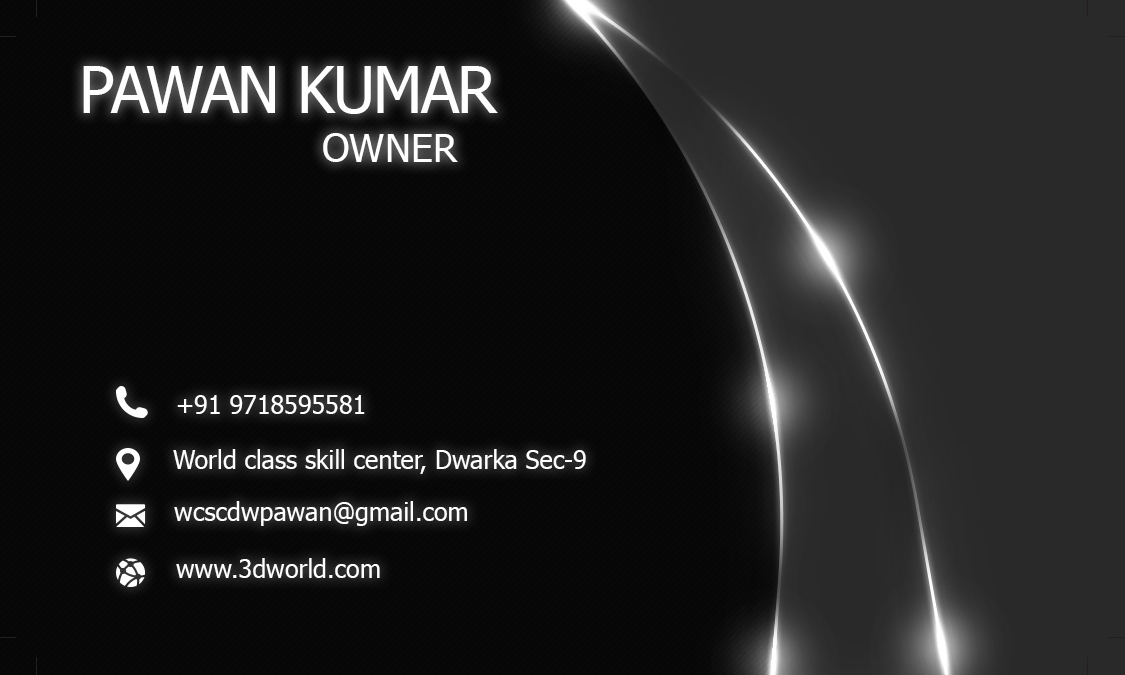 PAWAN KUMAR
OWNER
+91 9718595581
World class skill center, Dwarka Sec-9
wcscdwpawan@gmail.com
www.3dworld.com